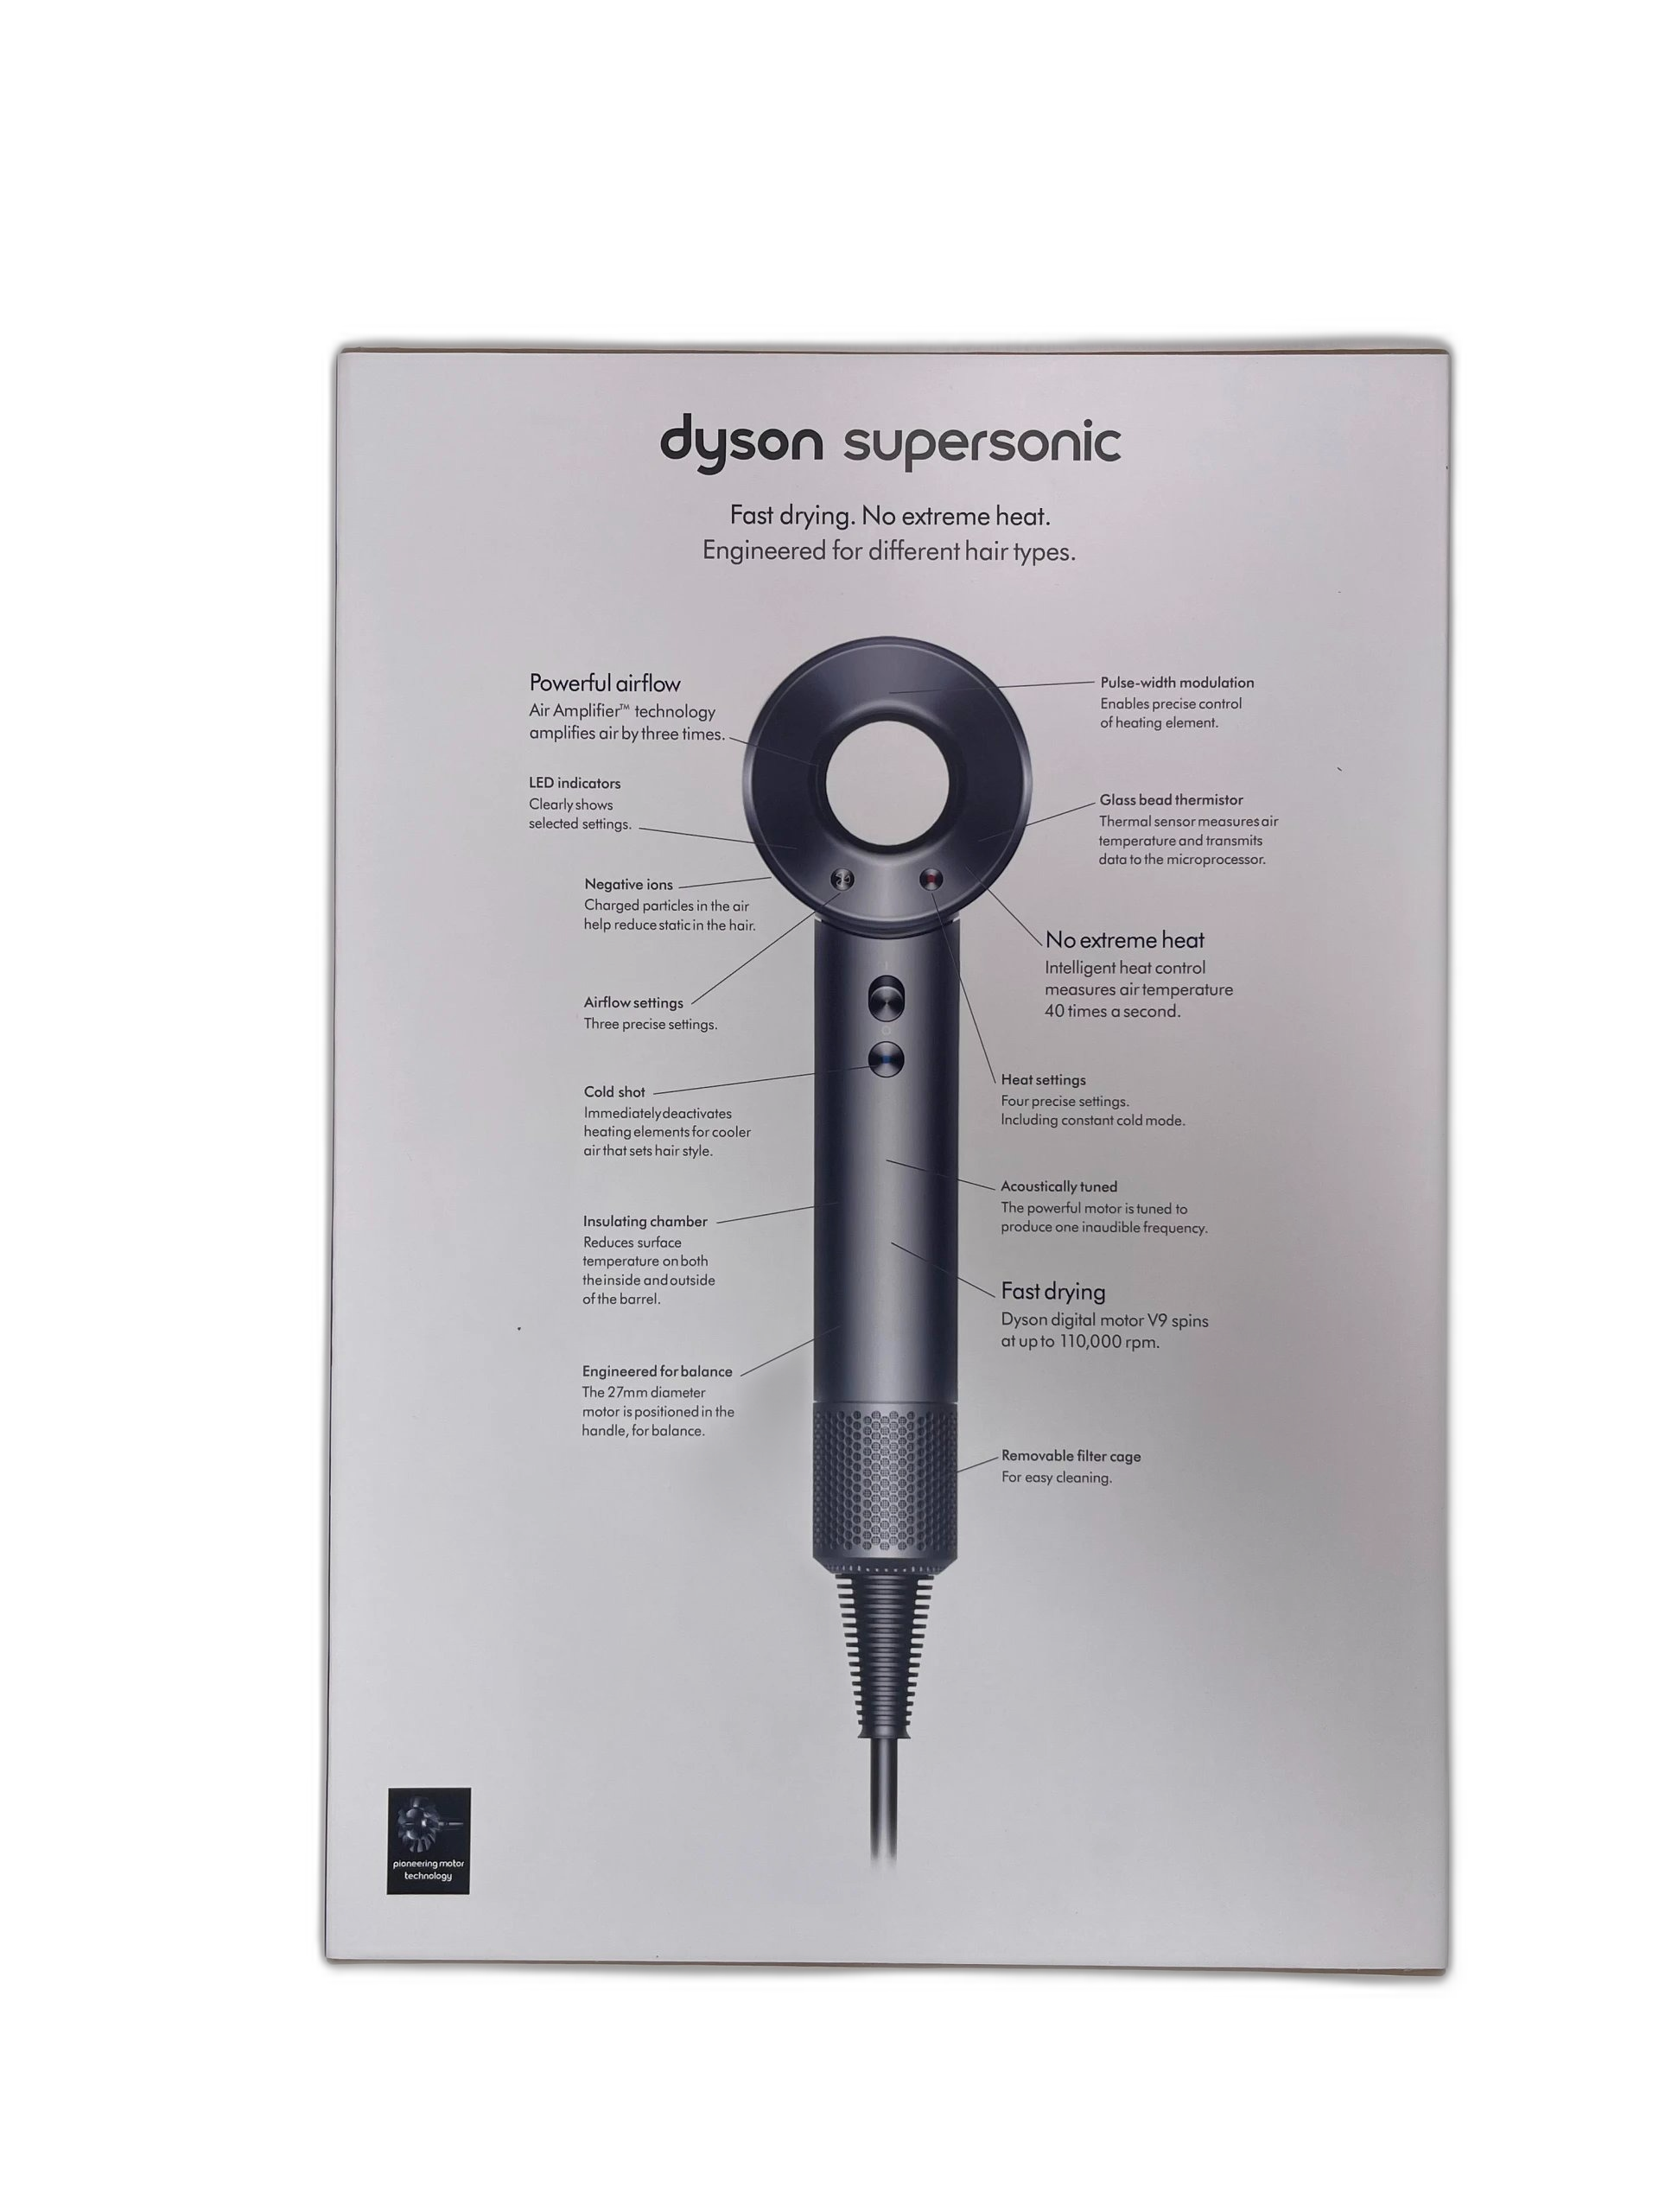 dyson supersonic
Fast drying. No extreme heat.
Engineered for different hair types.
Powerful airflow
Air Amplifier™ technology
amplifies air by three times.
LED indicators
Clearly shows
selected settings.
Negative ions
Charged particles in the air
help reduce static in the hair.
Airflow settings
Three precise settings.
Cold shot
Immediately deactivates
heating elements for cooler
air that sets hair style.
Insulating chamber
Reduces surface
temperature on both
the inside and outside
of the barrel.
Engineered for balance
The 27mm diameter
motor is positioned in the
handle, for balance.
Pulse-width modulation
Enables precise control
of heating element.
Glass bead thermistor
Thermal sensor measures air
temperature and transmits
data to the microprocessor.
No extreme heat
Intelligent heat control
measures air temperature
40 times a second.
Heat settings
Four precise settings.
Including constant cold mode.
Acoustically tuned
The powerful motor is tuned to
produce one inaudible frequency.
Fast drying
Dyson digital motor V9 spins
at up to 110,000 rpm.
Removable filter cage
For easy cleaning.
pioneering motor
technology